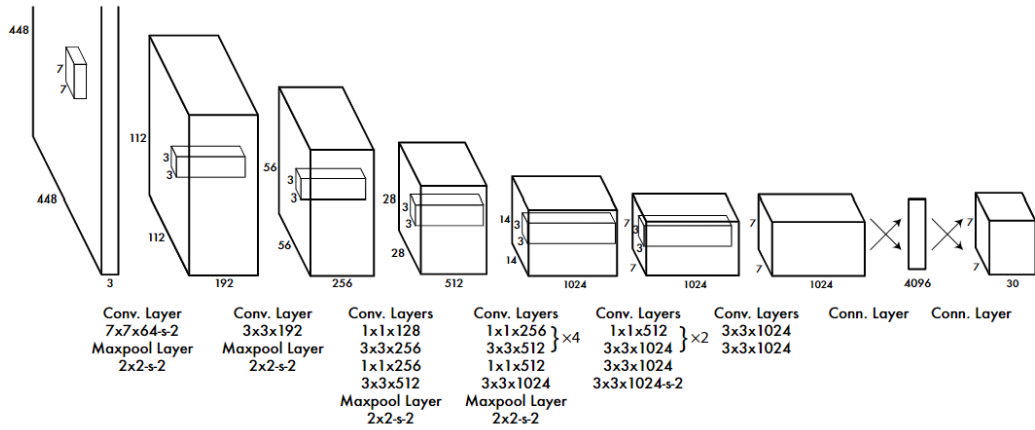 448
7
7
448
3
112
3
3
112
192
56
3
3
56
256
28
3
3
28
512
14
3
3
14
1024
7
3
3
7
1024
7
7
1024
4096
7
7
30
Conv. Layer
7x7x64-s-2
Maxpool Layer
2x2-s-2
Conv. Layer
3x3x192
Maxpool Layer
2x2-s-2
Conv. Layers
1x1x128
3x3x256
1x1x256
3x3x512
Maxpool Layer
2x2-s-2
Conv. Layers
1x1x256
3x3x512
}×4
1x1x512
3x3x1024
Maxpool Layer
2x2-s-2
Conv. Layers
1x1x512
3x3x1024
}×2
3x3x1024
3x3x1024-s-2
Conv. Layers
3x3x1024
3x3x1024
Conn. Layer
Conn. Layer